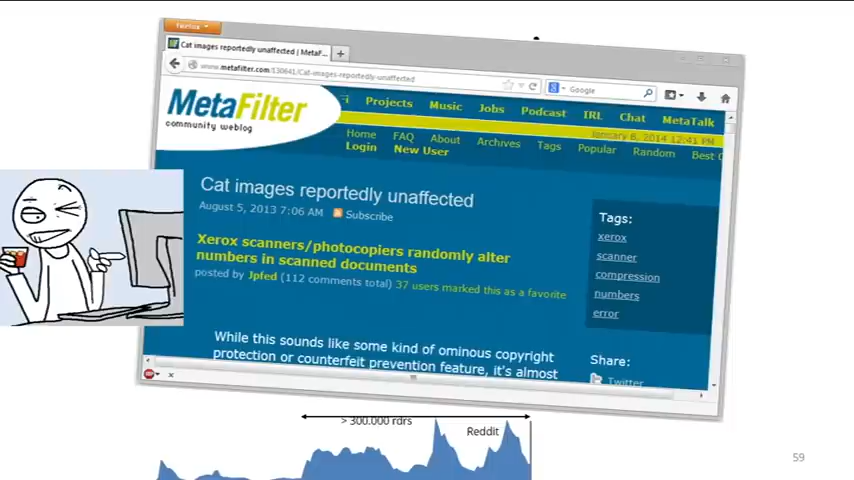 Cat images reportedly unaffected | MetaF...
www.metafilter.com/130641/Cat-images-reportedly-unaffected
Google
MetaFilter
community weblog
Projects Music Jobs Podcast IRL Chat MetaTalk
January 6, 2014 12:41 PM
Home FAQ About Archives Tags Popular Random Best
Login New User
Cat images reportedly unaffected
August 5, 2013 7:06 AM Subscribe
Xerox scanners/photocopiers randomly alter
numbers in scanned documents
posted by Jpfed (112 comments total) 37 users marked this as a favorite
While this sounds like some kind of ominous copyright
protection or counterfeit prevention feature, it's almost
Tags:
xerox
scanner
compression
numbers
error
Share:
Twitter
> 300.000 rdrs
Reddit
59